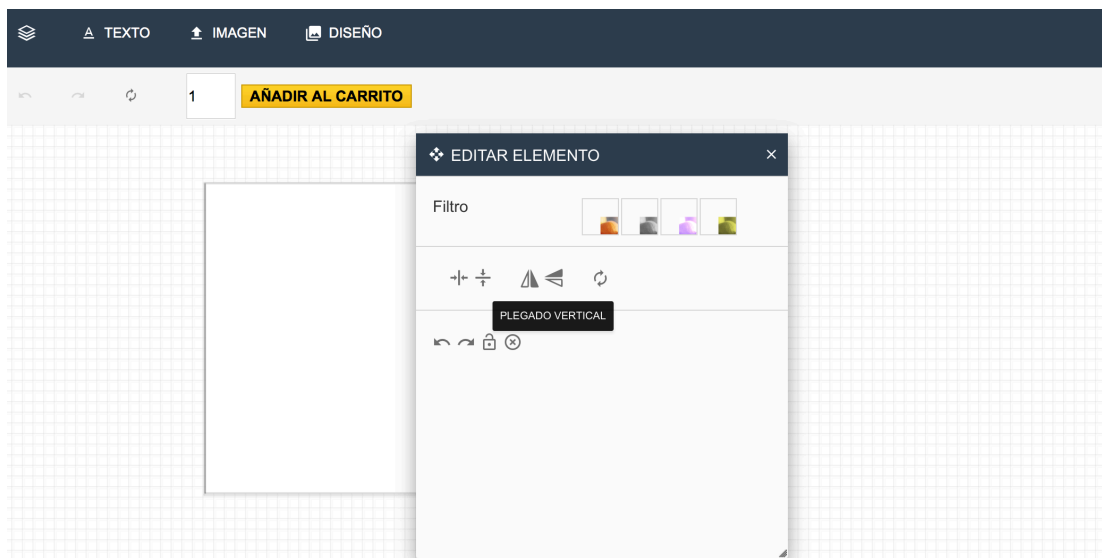 TEXTO
IMAGEN
DISEÑO
1
AÑADIR AL CARRITO
EDITAR ELEMENTO
Filtro
PLEGADO VERTICAL